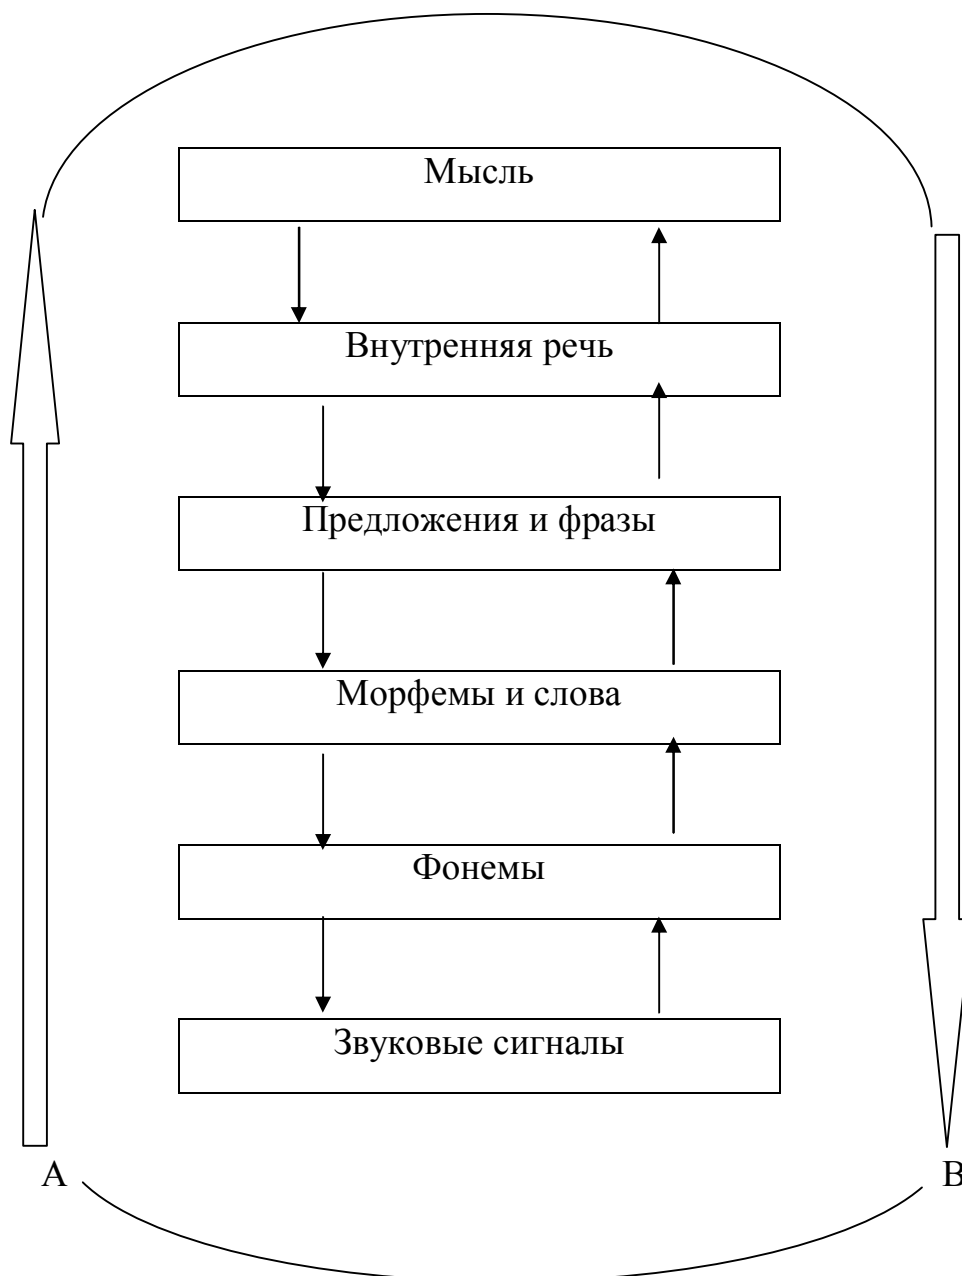 Мысль
Внутренняя речь
Предложения и фразы
Морфемы и слова
Фонемы
Звуковые сигналы
А
В